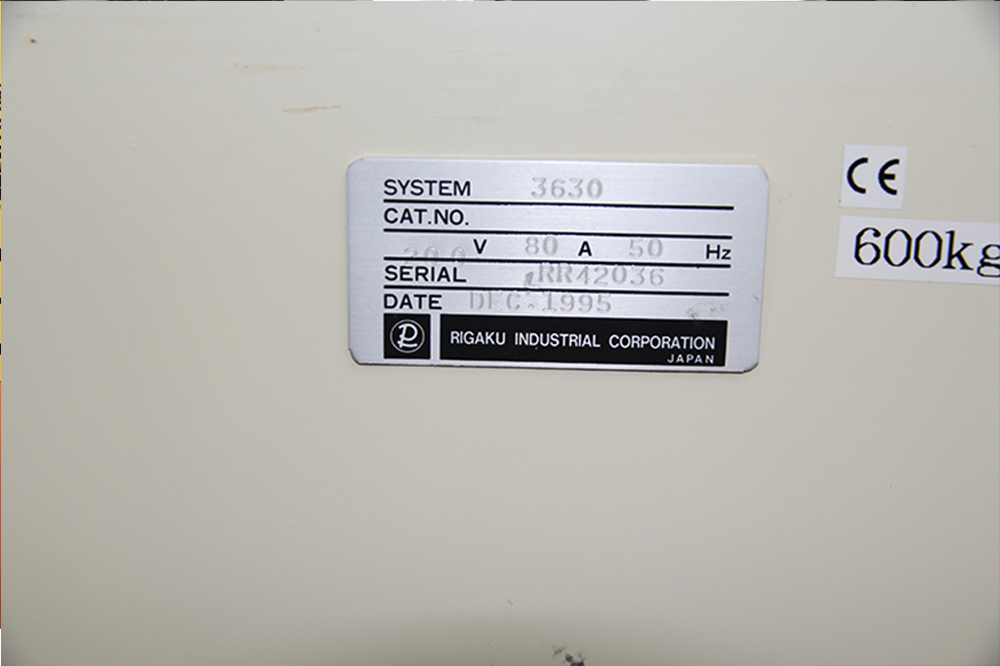 SYSTEM 3630
CAT.NO.
200 V 80 A 50 Hz
SERIAL RR42036
DATE DEC.1995
RIGAKU INDUSTRIAL CORPORATION
JAPAN
CE
600kg